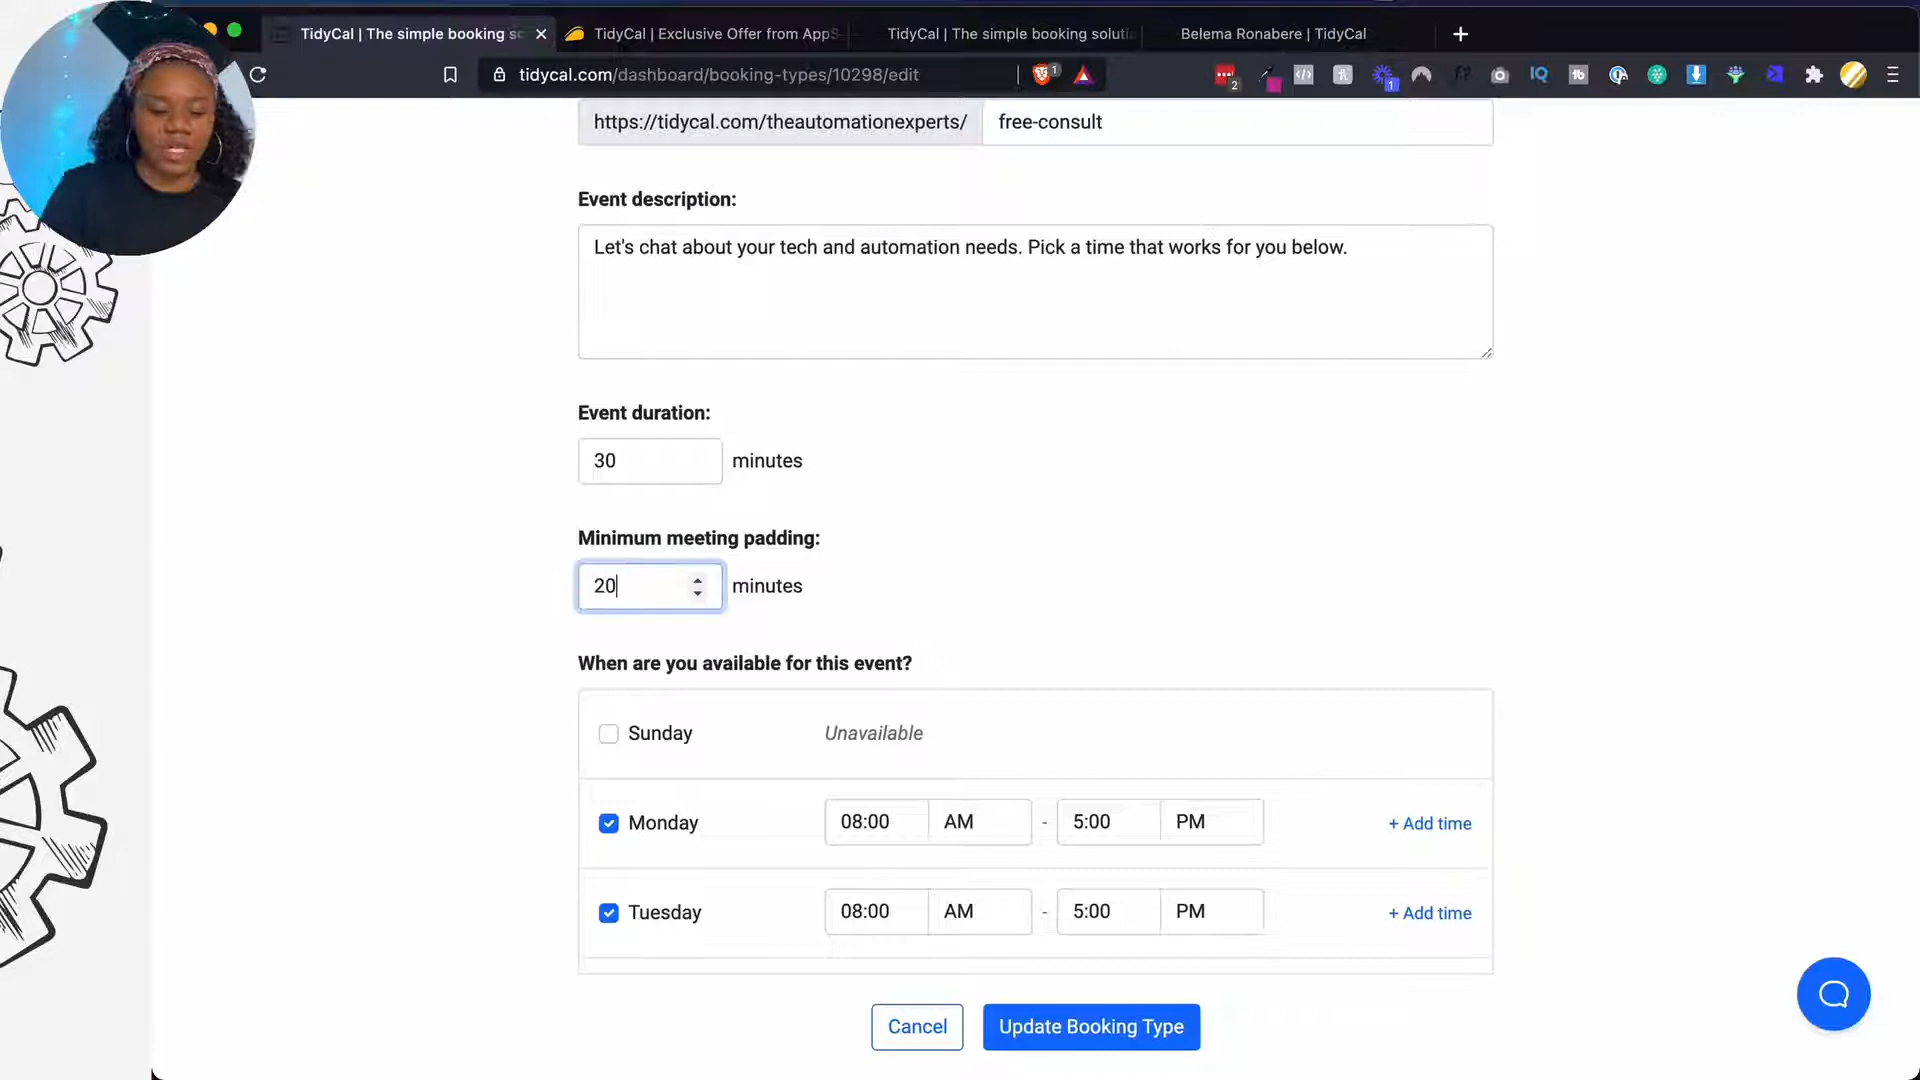 TidyCal | The simple booking so
TidyCal | Exclusive Offer from AppS
TidyCal | The simple booking soluti
Belema Ronabere | TidyCal
tidycal.com/dashboard/booking-types/10298/edit
1
2
1
https://tidycal.com/theautomationexperts/
free-consult
Event description:
Let's chat about your tech and automation needs. Pick a time that works for you below.
Event duration:
30
minutes
Minimum meeting padding:
20
minutes
When are you available for this event?
Sunday
Unavailable
Monday
08:00
AM
-
5:00
PM
+ Add time
Tuesday
08:00
AM
-
5:00
PM
+ Add time
Cancel
Update Booking Type